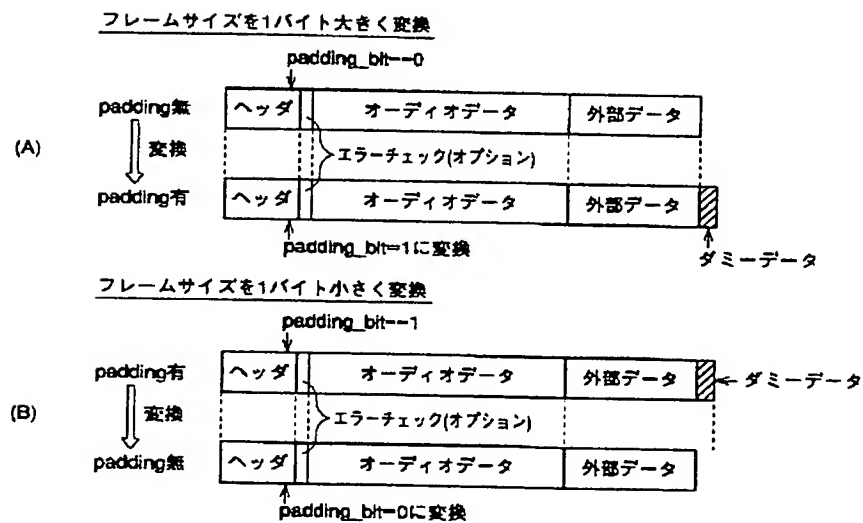 フレームサイズを1バイト大きく変換
padding_bit==0
padding無
ヘッダ
オーディオデータ
外部データ
(A)
変換
エラーチェック(オプション)
padding有
ヘッダ
オーディオデータ
外部データ
padding_bit=1に変換
ダミーデータ
フレームサイズを1バイト小さく変換
padding_bit==1
padding有
ヘッダ
オーディオデータ
外部データ
ダミーデータ
(B)
変換
エラーチェック(オプション)
padding無
ヘッダ
オーディオデータ
外部データ
padding_bit=0に変換